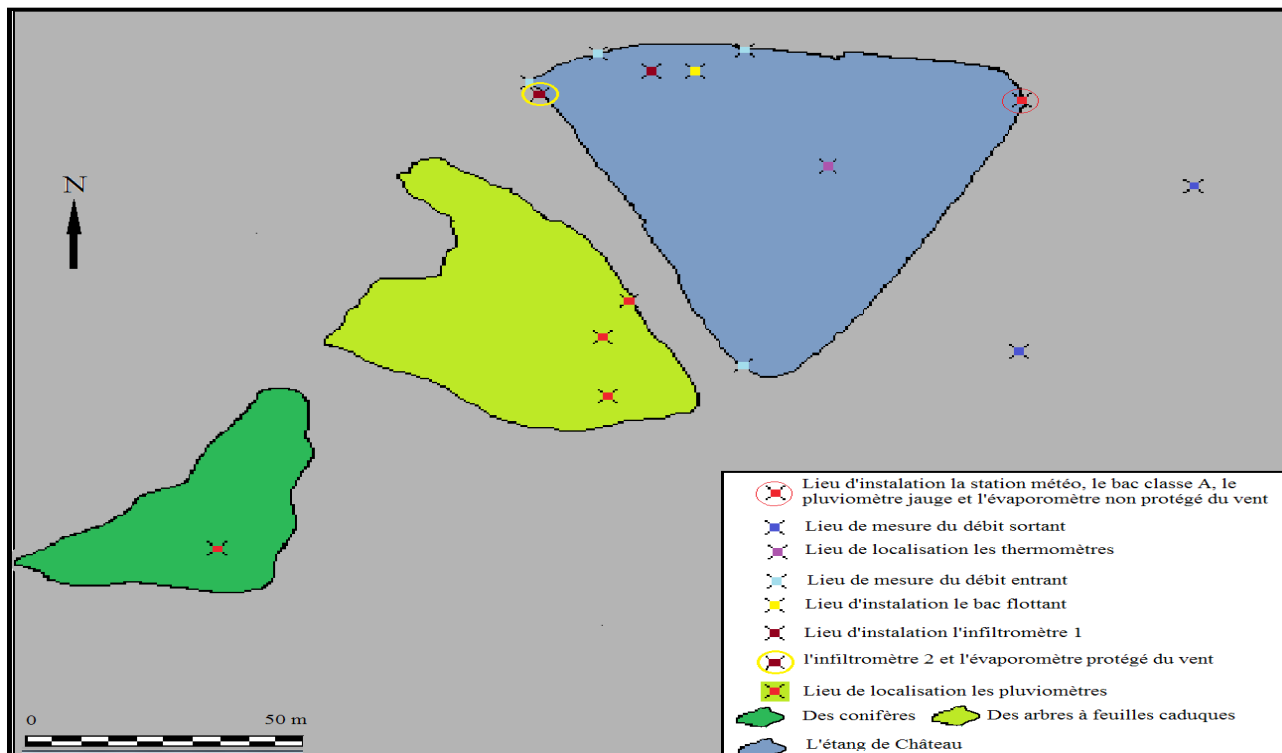 N
Lieu d'instalation la station météo, le bac classe A, le
pluviomètre jauge et l'évaporomètre non protégé du vent
Lieu de mesure du débit sortant
Lieu de localisation les thermomètres
Lieu de mesure du débit entrant
Lieu d'instalation le bac flottant
Lieu d'instalation l'infiltromètre 1
l'infiltromètre 2 et l'évaporomètre protégé du vent
Lieu de localisation les pluviomètres
Des conifères
Des arbres à feuilles caduques
L'étang de Château
0
50 m